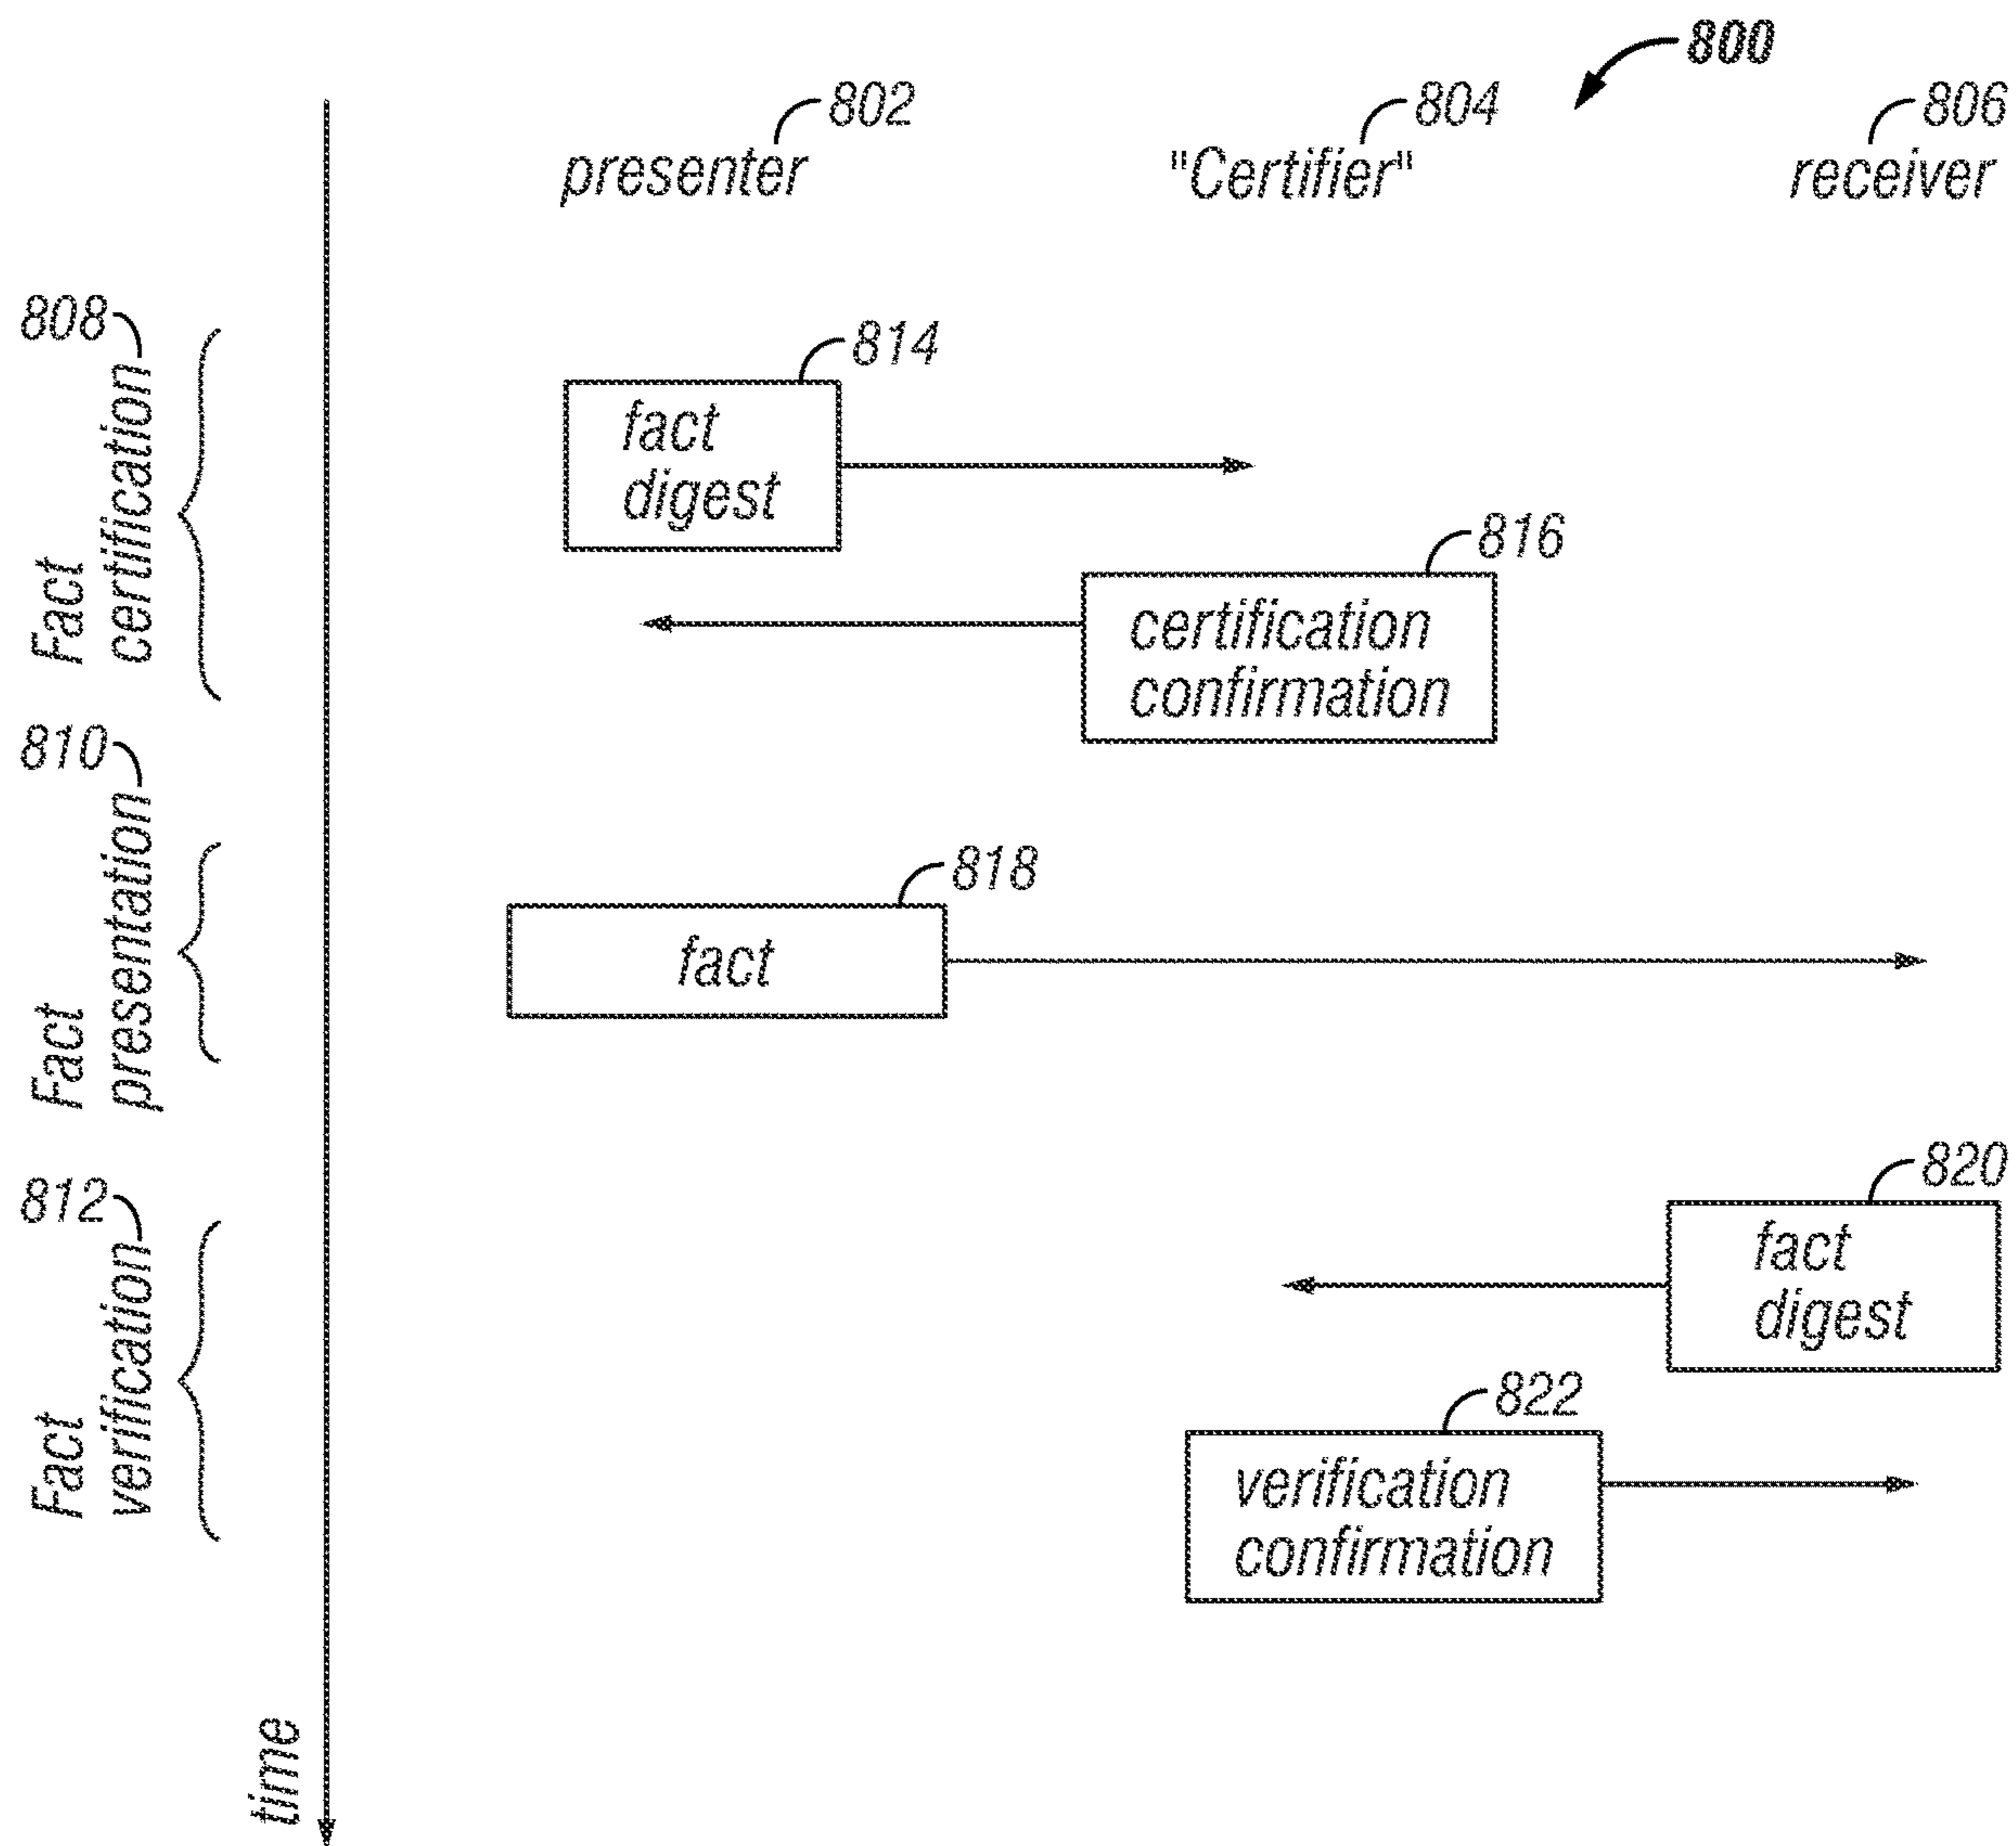 800
802
804
806
presenter
"Certifier"
receiver
808
Fact
certification
814
fact
digest
816
certification
confirmation
810
Fact
presentation
818
fact
812
Fact
verification
820
fact
digest
822
verification
confirmation
time